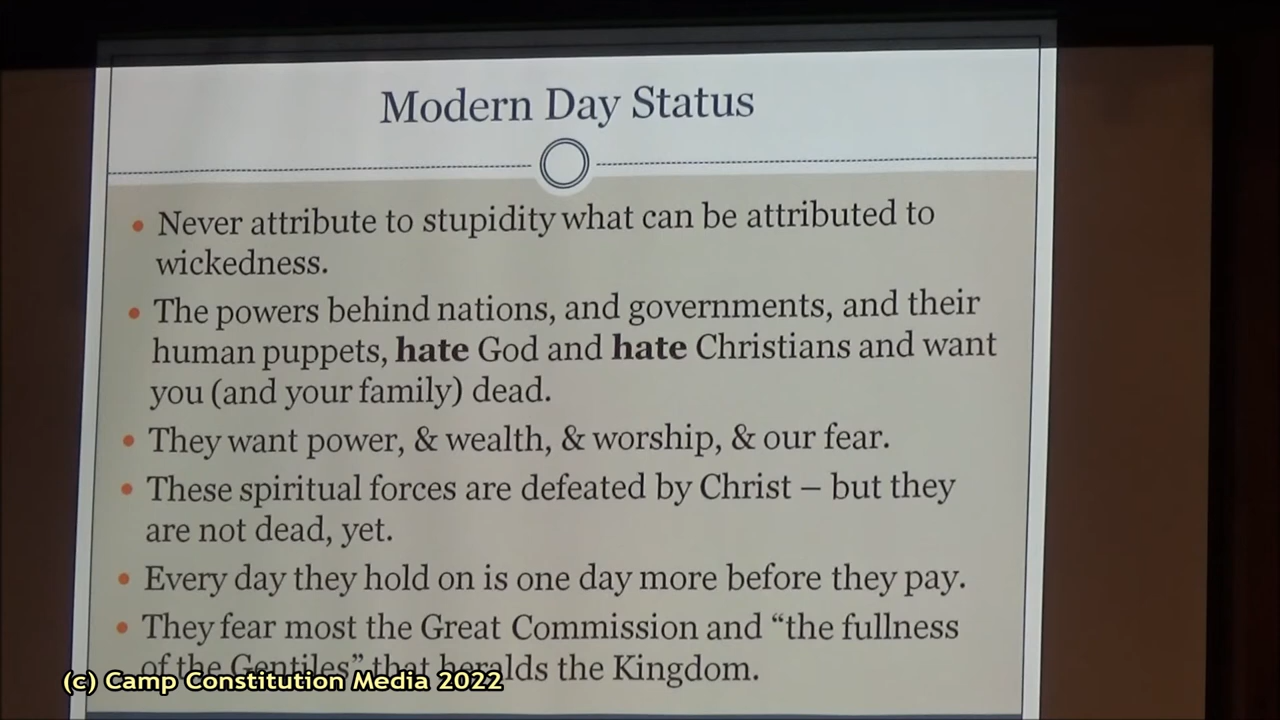 Modern Day Status
• Never attribute to stupidity what can be attributed to
wickedness.
• The powers behind nations, and governments, and their
human puppets, hate God and hate Christians and want
you (and your family) dead.
• They want power, & wealth, & worship, & our fear.
• These spiritual forces are defeated by Christ – but they
are not dead, yet.
• Every day they hold on is one day more before they pay.
• They fear most the Great Commission and “the fullness
of the Gentiles” that heralds the Kingdom.
(c) Camp Constitution Media 2022